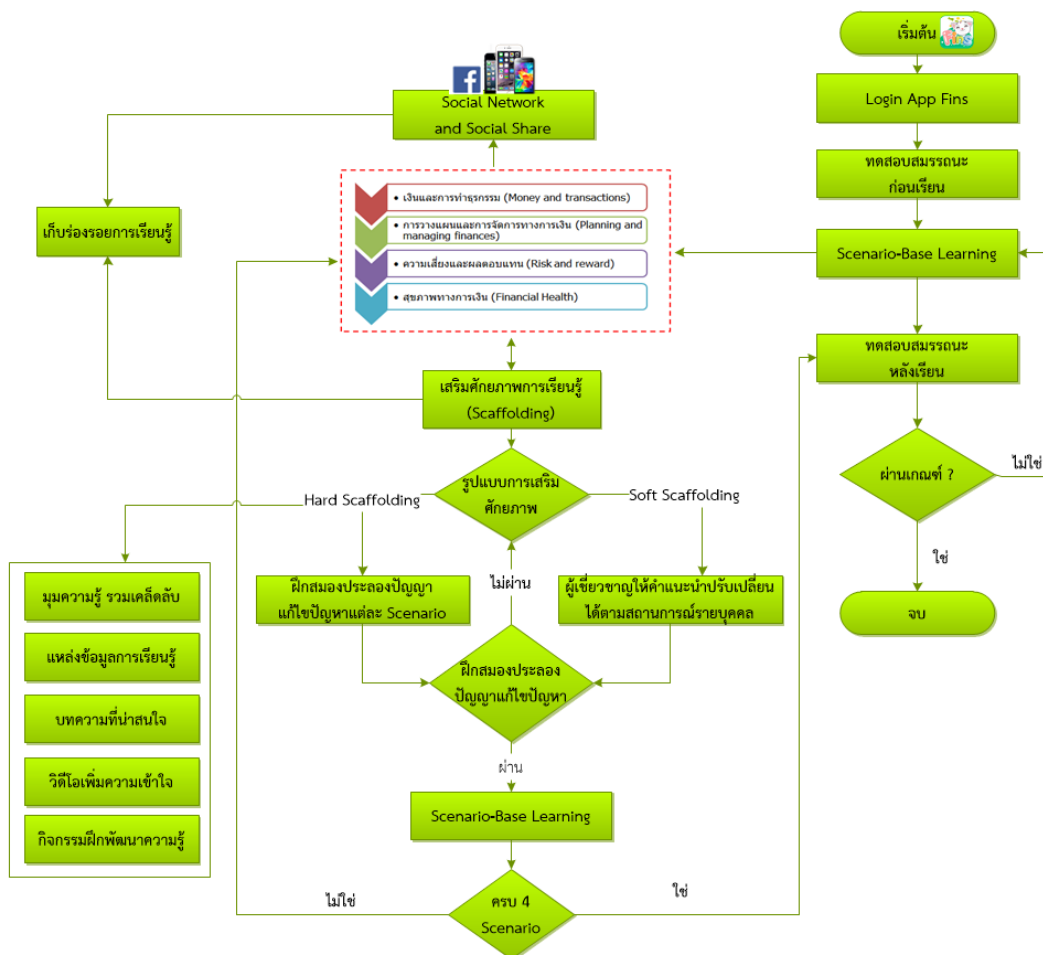 เริ่มต้น
Login App Fins
ทดสอบสมรรถนะ
ก่อนเรียน
Scenario-Base Learning
ทดสอบสมรรถนะ
หลังเรียน
ผ่านเกณฑ์ ?
ไม่ใช่
ใช่
จบ
Social Network
and Social Share
เก็บร่องรอยการเรียนรู้
• เงินและการทำธุรกรรม (Money and transactions)
• การวางแผนและการจัดการทางการเงิน (Planning and
managing finances)
• ความเสี่ยงและผลตอบแทน (Risk and reward)
• สุขภาพทางการเงิน (Financial Health)
เสริมศักยภาพการเรียนรู้
(Scaffolding)
รูปแบบการเสริม
ศักยภาพ
Hard Scaffolding
Soft Scaffolding
มุมความรู้ รวมเคล็ดลับ
แหล่งข้อมูลการเรียนรู้
บทความที่น่าสนใจ
วิดีโอเพิ่มความเข้าใจ
กิจกรรมฝึกพัฒนาความรู้
ฝึกสมองประลองปัญญา
แก้ไขปัญหาแต่ละ Scenario
ไม่ผ่าน
ผู้เชี่ยวชาญให้คำแนะนำปรับเปลี่ยน
ได้ตามสถานการณ์รายบุคคล
ฝึกสมองประลอง
ปัญญาแก้ไขปัญหา
ผ่าน
Scenario-Base Learning
ครบ 4
Scenario
ไม่ใช่
ใช่